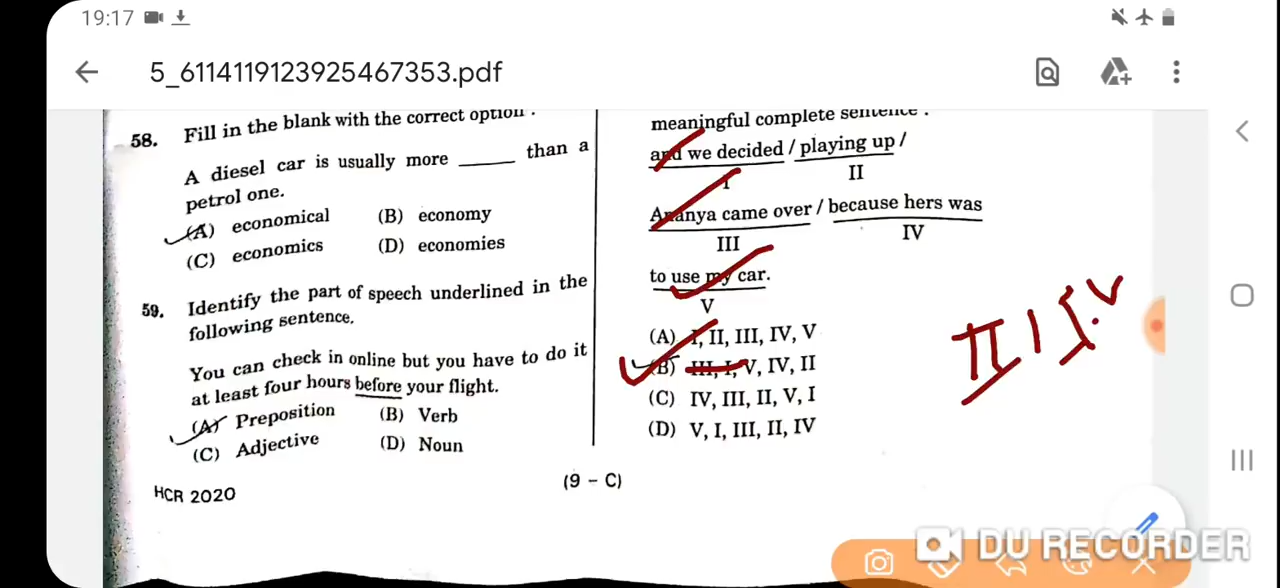 19:17
5_6114119123925467353.pdf
58. Fill in the blank with the correct option :
A diesel car is usually more _____ than a
petrol one.
(A) economical (B) economy
(C) economics (D) economies
59. Identify the part of speech underlined in the
following sentence.
You can check in online but you have to do it
at least four hours before your flight.
(A) Preposition (B) Verb
(C) Adjective (D) Noun
HCR 2020
meaningful complete sentence :
and we decided / playing up /
I II
Ananya came over / because hers was
III IV
to use my car.
V
(A) I, II, III, IV, V
(B) III, I, V, IV, II
(C) IV, III, II, V, I
(D) V, I, III, II, IV
(9 – C)
DU RECORDER